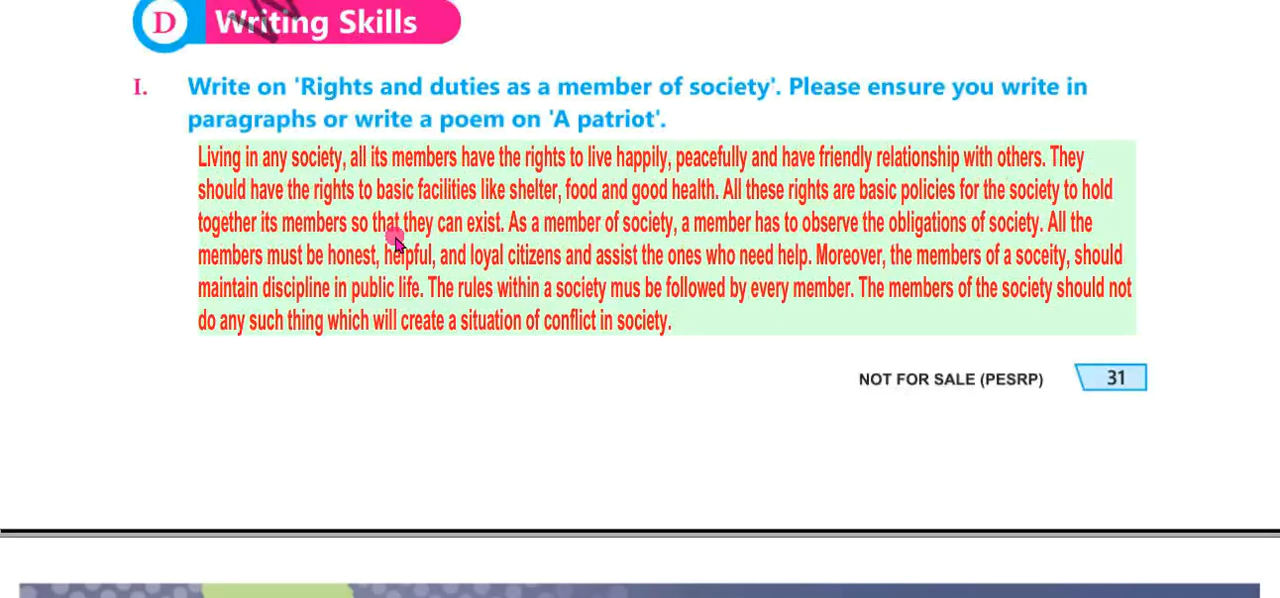 D Writing Skills
I. Write on 'Rights and duties as a member of society'. Please ensure you write in
paragraphs or write a poem on 'A patriot'.
Living in any society, all its members have the rights to live happily, peacefully and have friendly relationship with others. They
should have the rights to basic facilities like shelter, food and good health. All these rights are basic policies for the society to hold
together its members so that they can exist. As a member of society, a member has to observe the obligations of society. All the
members must be honest, helpful, and loyal citizens and assist the ones who need help. Moreover, the members of a soceity, should
maintain discipline in public life. The rules within a society mus be followed by every member. The members of the society should not
do any such thing which will create a situation of conflict in society.
NOT FOR SALE (PESRP) 31